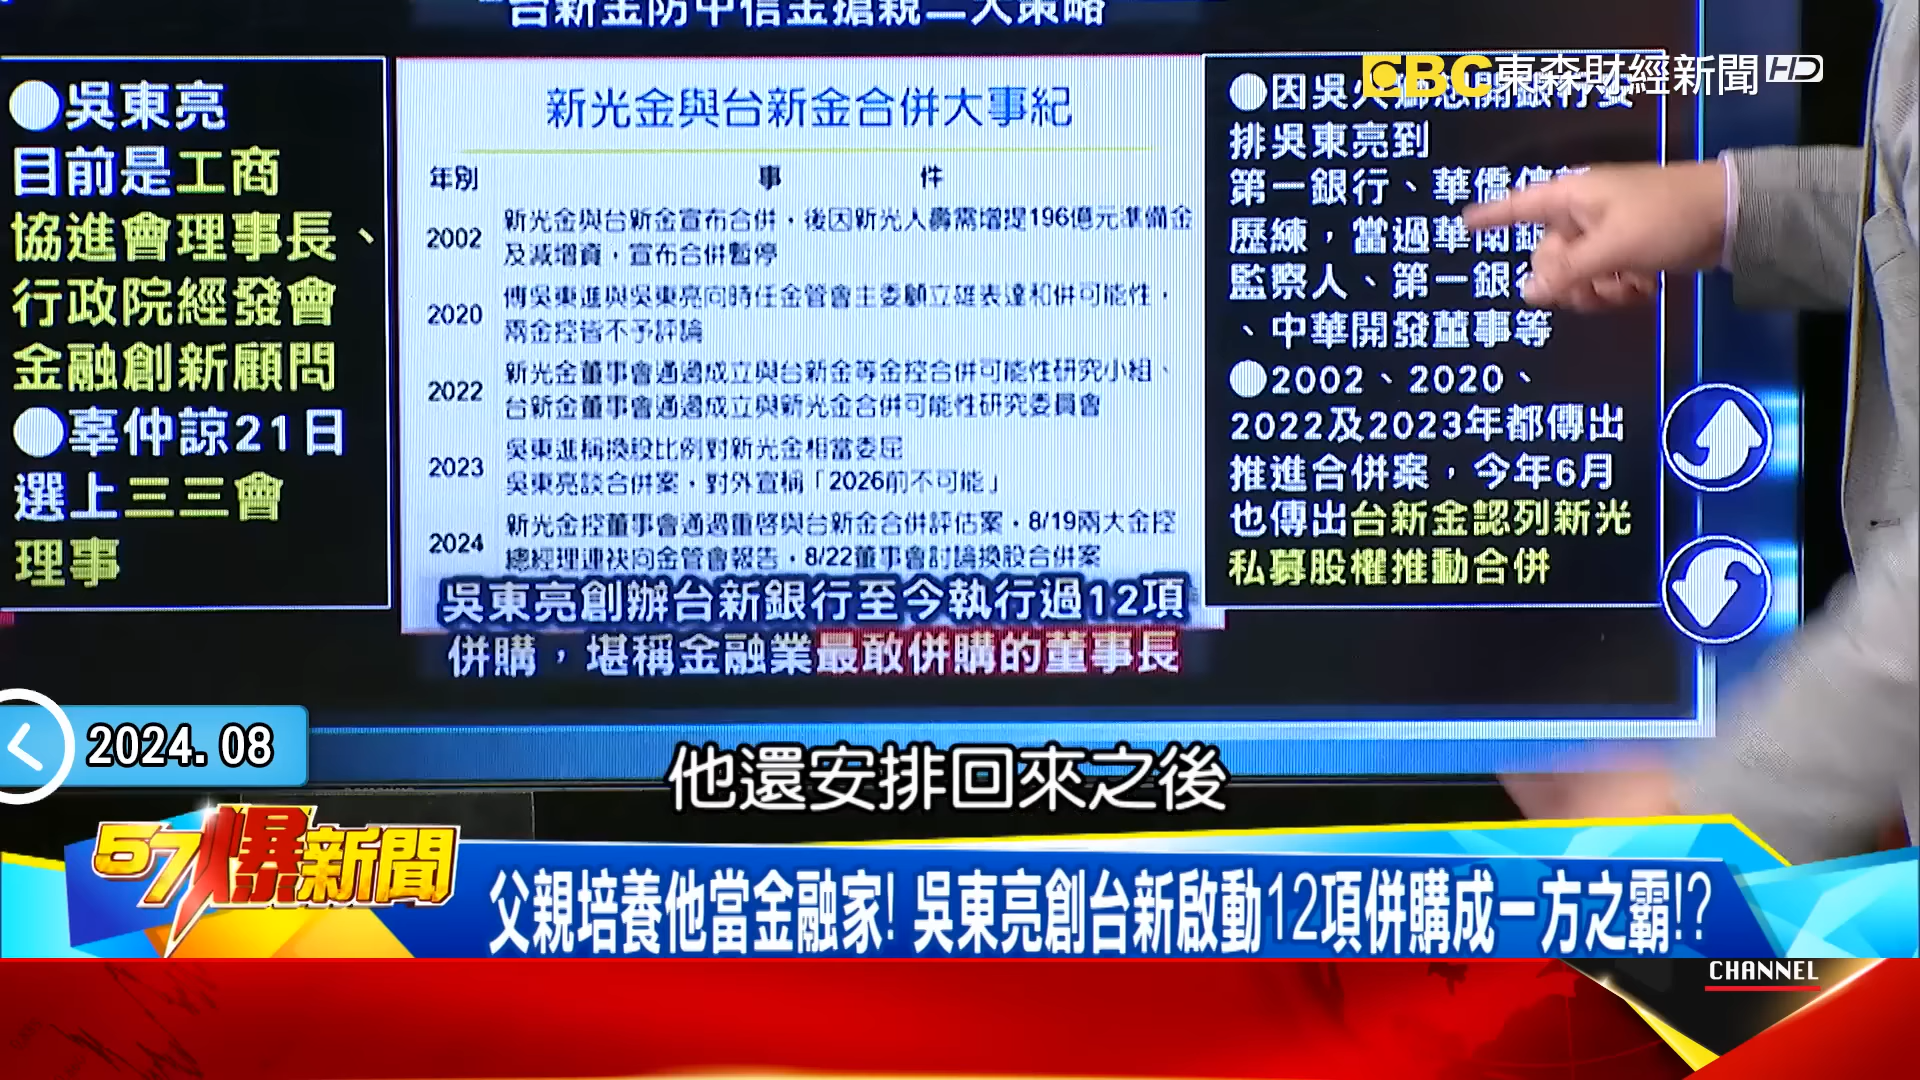 台新金防中信金搶親二大策略
EBC東森財經新聞HD
●吳東亮
目前是工商
協進會理事長、
行政院經發會
金融創新顧問
●辜仲諒21日
選上三三會
理事
新光金與台新金合併大事紀
年別 事件
2002 新光金與台新金宣布合併，後因新光人壽需增提196億元準備金
及減增資，宣布合併暫停
2020 傳吳東進與吳東亮向時任金管會主委顧立雄表達和併可能性，
兩金控皆不予評論
2022 新光金董事會通過成立與台新金等金控合併可能性研究小組、
台新金董事會通過成立與新光金合併可能性研究委員會
2023 吳東進稱換股比例對新光金相當委屈
吳東亮談合併案，對外宣稱「2026前不可能」
2024 新光金控董事會通過重啓與台新金合併評估案，8/19兩大金控
總經理連袂向金管會報告，8/22董事會討論換股合併案
吳東亮創辦台新銀行至今執行過12項
併購，堪稱金融業最敢併購的董事長
●因吳火獅想開銀行安
排吳東亮到
第一銀行、華僑信託
歷練，當過華南銀
監察人、第一銀行
、中華開發董事等
●2002、2020、
2022及2023年都傳出
推進合併案，今年6月
也傳出台新金認列新光
私募股權推動合併
2024.08
他還安排回來之後
57爆新聞
父親培養他當金融家! 吳東亮創台新啟動12項併購成一方之霸!?
CHANNEL